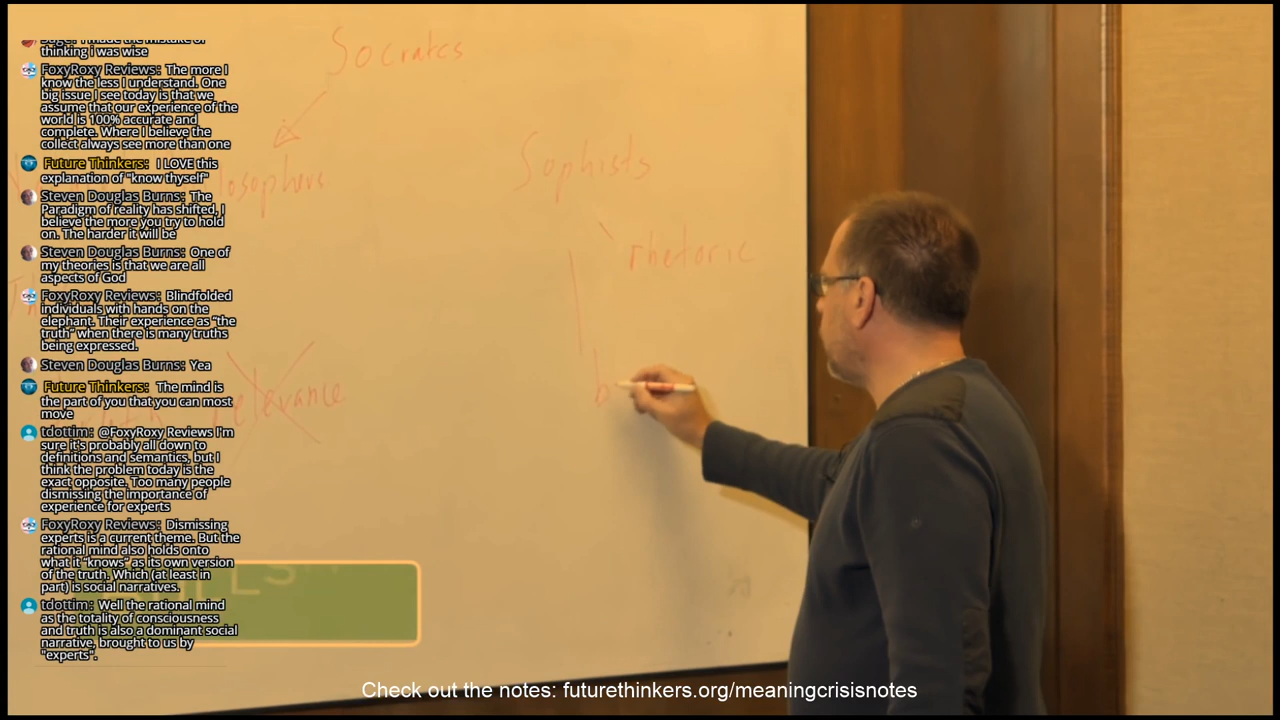 thinking i was wise
FoxyRoxy Reviews: The more I
know the less I understand. One
big issue I see today is that we
assume that our experience of the
world is 100% accurate and
complete. Where I believe the
collect always see more than one
Future Thinkers: I LOVE this
explanation of "know thyself"
Steven Douglas Burns: The
Paradigm of reality has shifted, I
believe the more you try to hold
on. The harder it will be
Steven Douglas Burns: One of
my theories is that we are all
aspects of God
FoxyRoxy Reviews: Blindfolded
individuals with hands on the
elephant. Their experience as "the
truth" when there is many truths
being expressed.
Steven Douglas Burns: Yea
Future Thinkers: The mind is
the part of you that you can most
move
tdottim: @FoxyRoxy Reviews I'm
sure it's probably all down to
definitions and semantics, but I
think the problem today is the
exact opposite. Too many people
dismissing the importance of
experience for experts
FoxyRoxy Reviews: Dismissing
experts is a current theme. But the
rational mind also holds onto
what it "knows" as its own version
of the truth. Which (at least in
part) is social narratives.
tdottim: Well the rational mind
as the totality of consciousness
and truth is also a dominant social
narrative, brought to us by
"experts".
Socrates
Sophists
rhetoric
relevance
b
Check out the notes: futurethinkers.org/meaningcrisisnotes